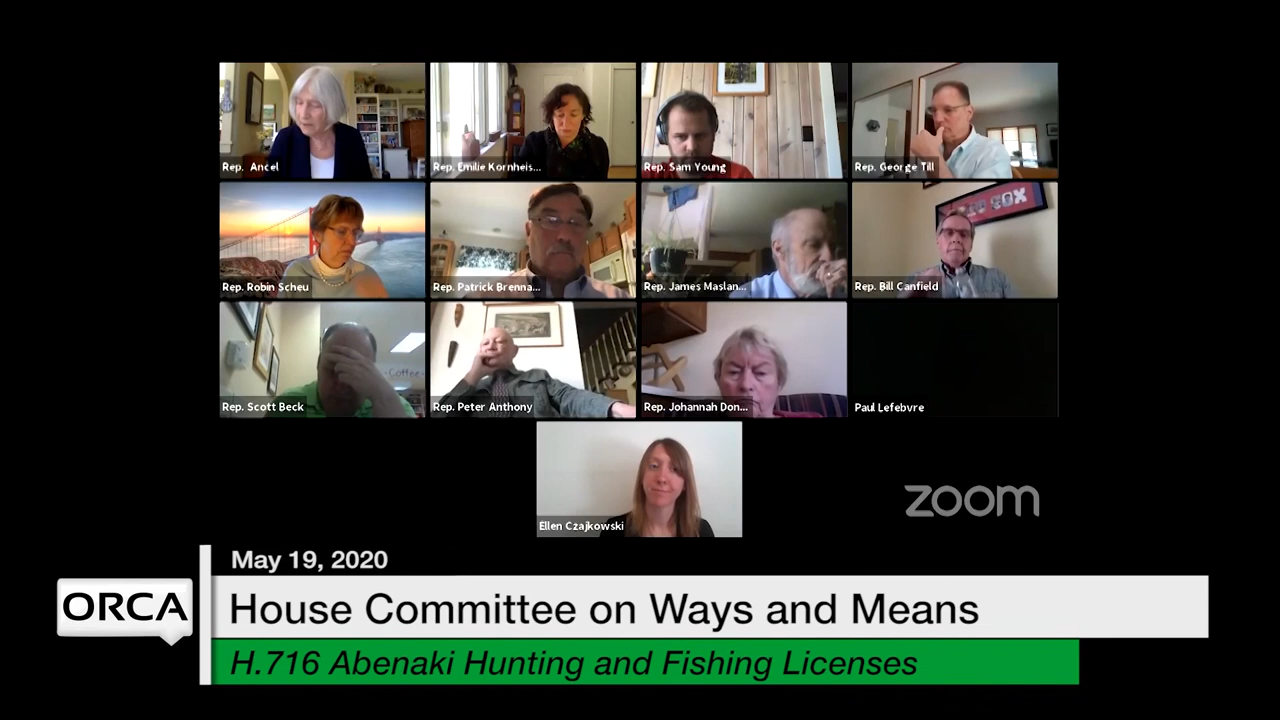 Rep. Ancel
Rep. Emilie Kornheis...
Rep. Sam Young
Rep. George Till
SOX
Rep. Robin Scheu
Rep. Patrick Brenna...
Rep. James Maslan...
Rep. Bill Canfield
-Coffee-
Rep. Scott Beck
Rep. Peter Anthony
Rep. Johannah Don...
Paul Lefebvre
Ellen Czajkowski
zoom
May 19, 2020
ORCA
House Committee on Ways and Means
H.716 Abenaki Hunting and Fishing Licenses